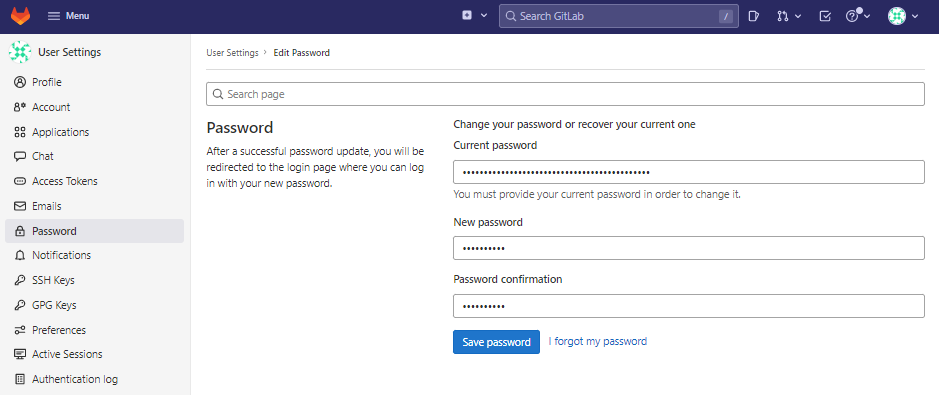 Menu
Search GitLab
/
User Settings
Profile
Account
Applications
Chat
Access Tokens
Emails
Password
Notifications
SSH Keys
GPG Keys
Preferences
Active Sessions
Authentication log
User Settings › Edit Password
Search page
Password
After a successful password update, you will be
redirected to the login page where you can log
in with your new password.
Change your password or recover your current one
Current password
You must provide your current password in order to change it.
New password
Password confirmation
Save password
I forgot my password